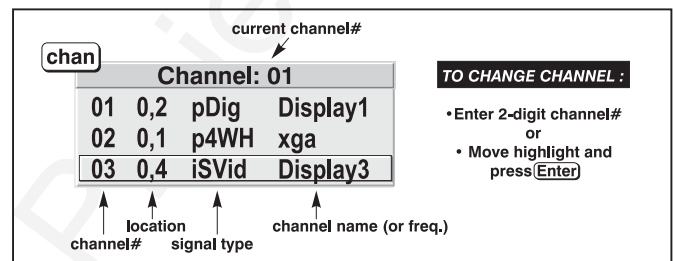 current channel#
chan
Channel: 01
01 0,2 pDig Display1
02 0,1 p4WH xga
03 0,4 iSVid Display3
channel#
location
signal type
channel name (or freq.)
TO CHANGE CHANNEL :
•Enter 2-digit channel#
or
• Move highlight and
press Enter